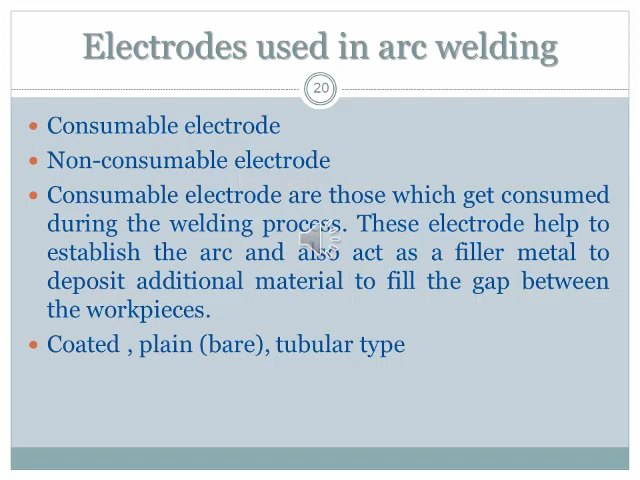 Electrodes used in arc welding
20
• Consumable electrode
• Non-consumable electrode
• Consumable electrode are those which get consumed
during the welding process. These electrode help to
establish the arc and also act as a filler metal to
deposit additional material to fill the gap between
the workpieces.
• Coated , plain (bare), tubular type